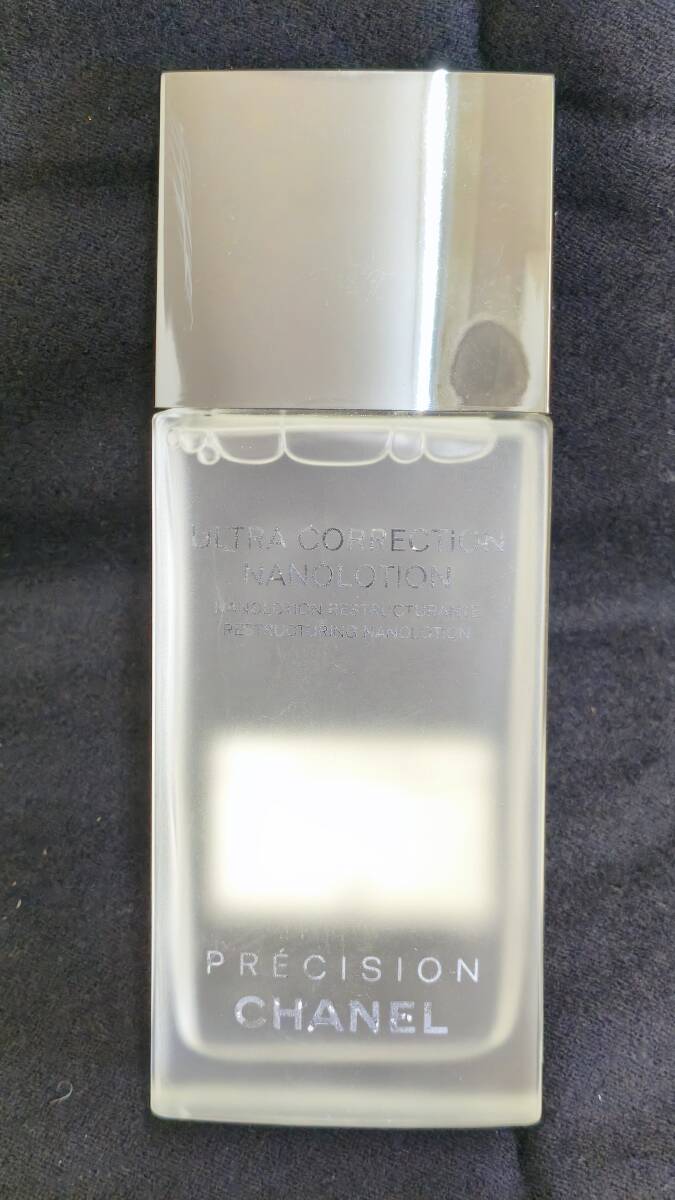 ULTRA CORRECTION
NANOLOTION
NANOLOTION RESTRUCTURANTE
RESTRUCTURING NANOLOTION
PRÉCISION
CHANEL